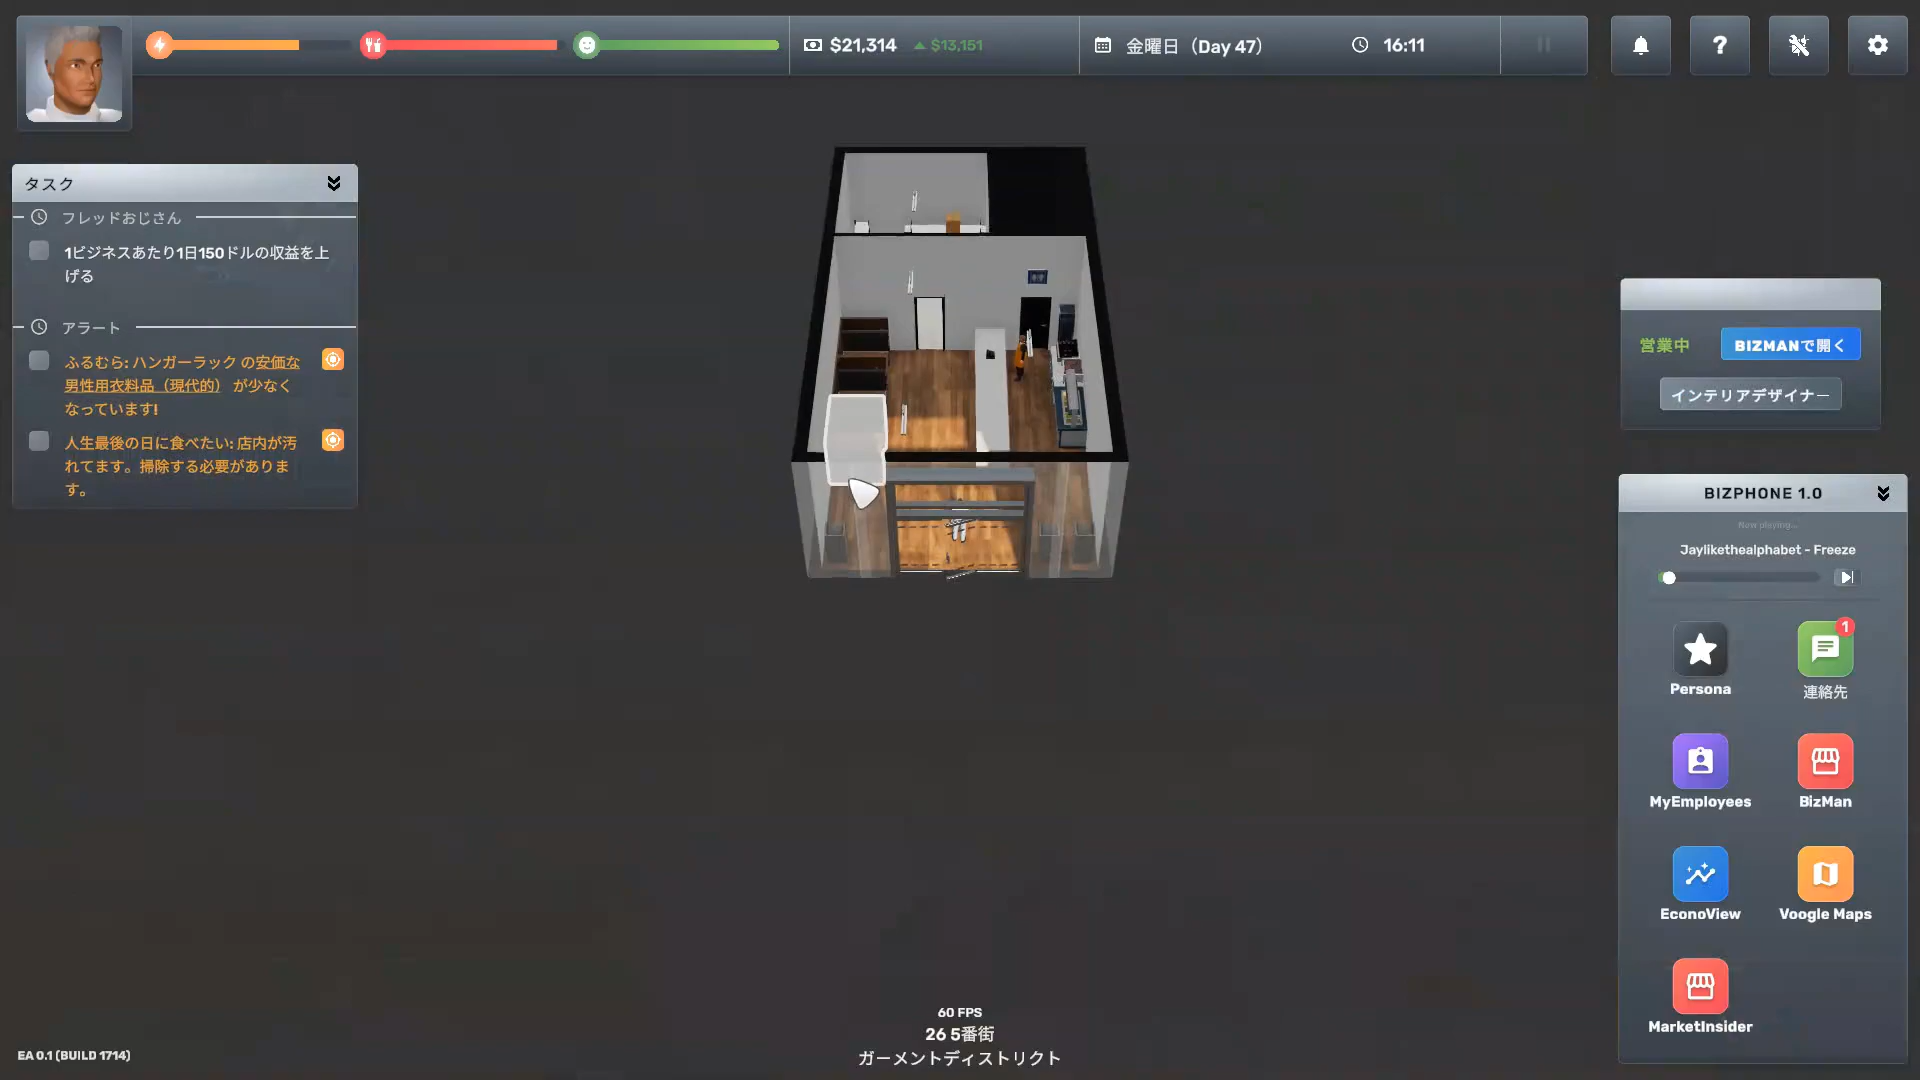 $21,314
$13,151
金曜日（Day 47）
16:11
?
タスク
フレッドおじさん
1ビジネスあたり1日150ドルの収益を上
げる
アラート
ふるむら: ハンガーラック の安価な
男性用衣料品（現代的） が少なく
なっています!
人生最後の日に食べたい: 店内が汚
れてます。掃除する必要がありま
す。
営業中
BIZMANで開く
インテリアデザイナー
BIZPHONE 1.0
Now playing...
Jaylikethealphabet - Freeze
1
Persona
連絡先
MyEmployees
BizMan
EconoView
Voogle Maps
MarketInsider
60 FPS
26 5番街
ガーメントディストリクト
EA 0.1 (BUILD 1714)